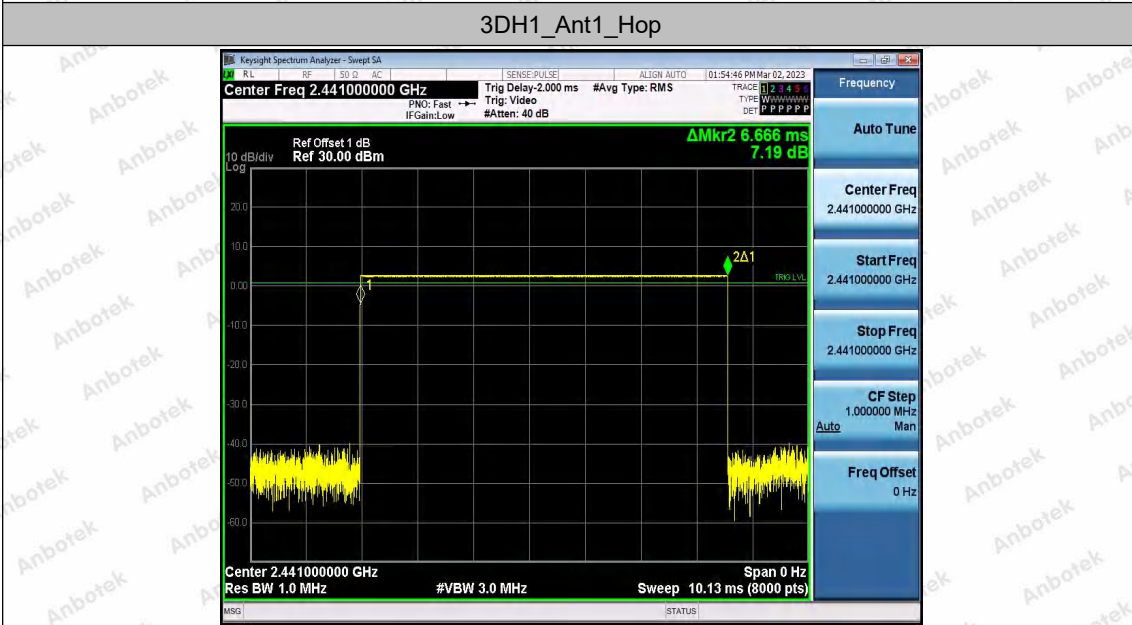 3DH1_Ant1_Hop
Keysight Spectrum Analyzer - Swept SA
LXI RL RF 50 Ω AC SENSE:PULSE ALIGN AUTO 01:54:46 PM Mar 02, 2023
Center Freq 2.441000000 GHz
PNO: Fast
IFGain:Low
Trig Delay-2.000 ms
Trig: Video
#Atten: 40 dB
#Avg Type: RMS
TRACE 1 2 3 4 5 6
TYPE WWWWWW
DET P P P P P P
Frequency
Ref Offset 1 dB
10 dB/div Ref 30.00 dBm
Log
ΔMkr2 6.666 ms
7.19 dB
20.0
10.0
0.00
-10.0
-20.0
-30.0
-40.0
-50.0
-60.0
2Δ1
1
TRIG LVL
Center 2.441000000 GHz
Span 0 Hz
Res BW 1.0 MHz #VBW 3.0 MHz Sweep 10.13 ms (8000 pts)
MSG STATUS
Auto Tune
Center Freq
2.441000000 GHz
Start Freq
2.441000000 GHz
Stop Freq
2.441000000 GHz
CF Step
1.000000 MHz
Auto Man
Freq Offset
0 Hz
Anbotek